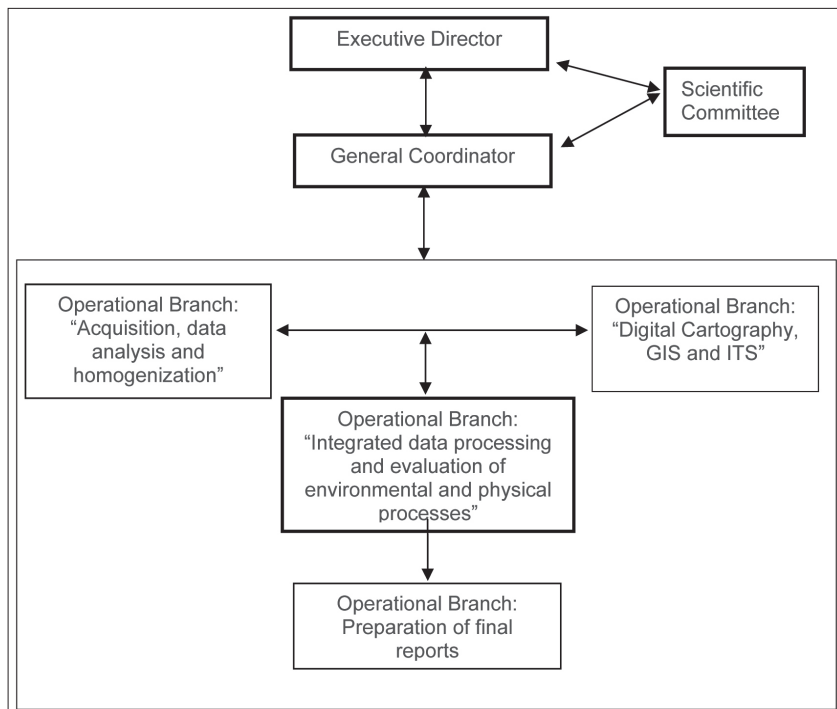 Executive Director
Scientific
Committee
General Coordinator
Operational Branch:
“Acquisition, data
analysis and
homogenization”
Operational Branch:
“Digital Cartography,
GIS and ITS”
Operational Branch:
“Integrated data processing
and evaluation of
environmental and physical
processes”
Operational Branch:
Preparation of final
reports